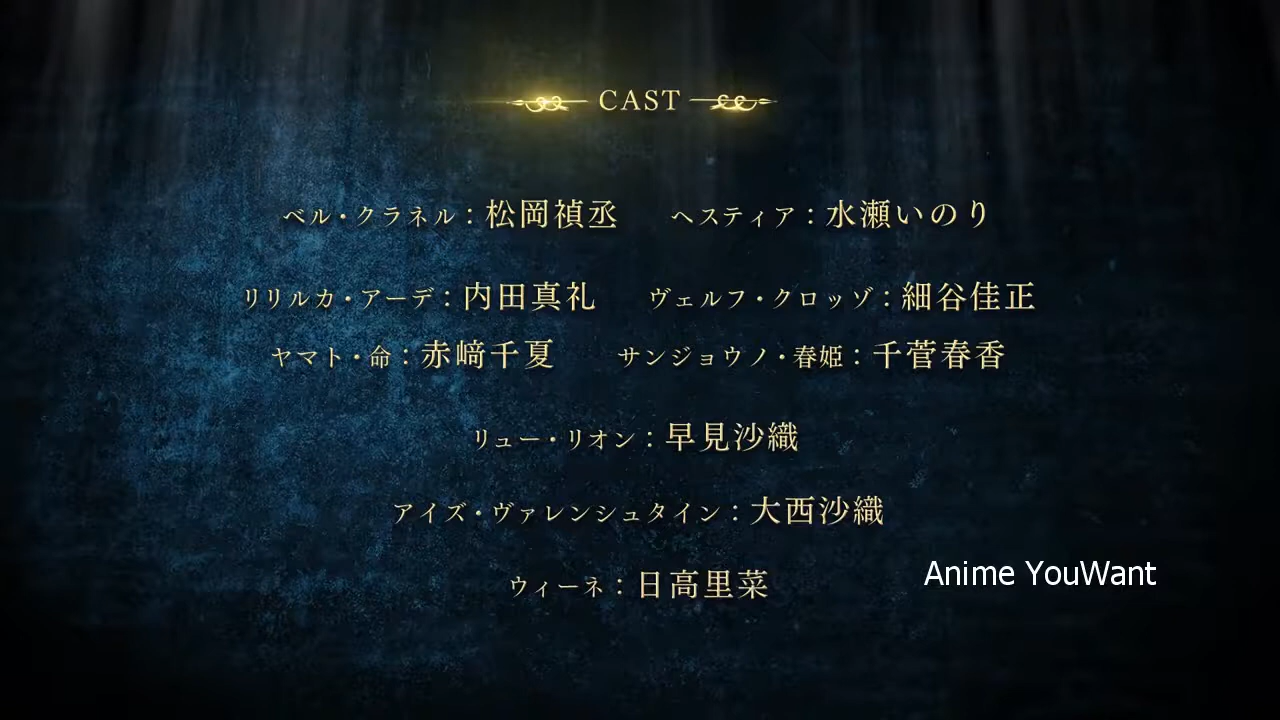 CAST
ベル・クラネル：松岡禎丞　ヘスティア：水瀬いのり
リリルカ・アーデ：内田真礼　ヴェルフ・クロッゾ：細谷佳正
ヤマト・命：赤﨑千夏　サンジョウノ・春姫：千菅春香
リュー・リオン：早見沙織
アイズ・ヴァレンシュタイン：大西沙織
ウィーネ：日高里菜
Anime YouWant